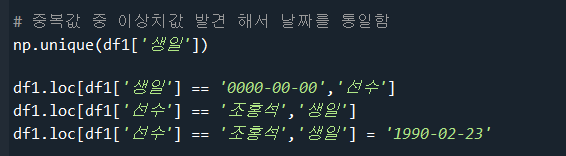 # 중복값 중 이상치값 발견 해서 날짜를 통일함
np.unique(df1['생일'])
df1.loc[df1['생일'] == '0000-00-00','선수']
df1.loc[df1['선수'] == '조홍석','생일']
df1.loc[df1['선수'] == '조홍석','생일'] = '1990-02-23'